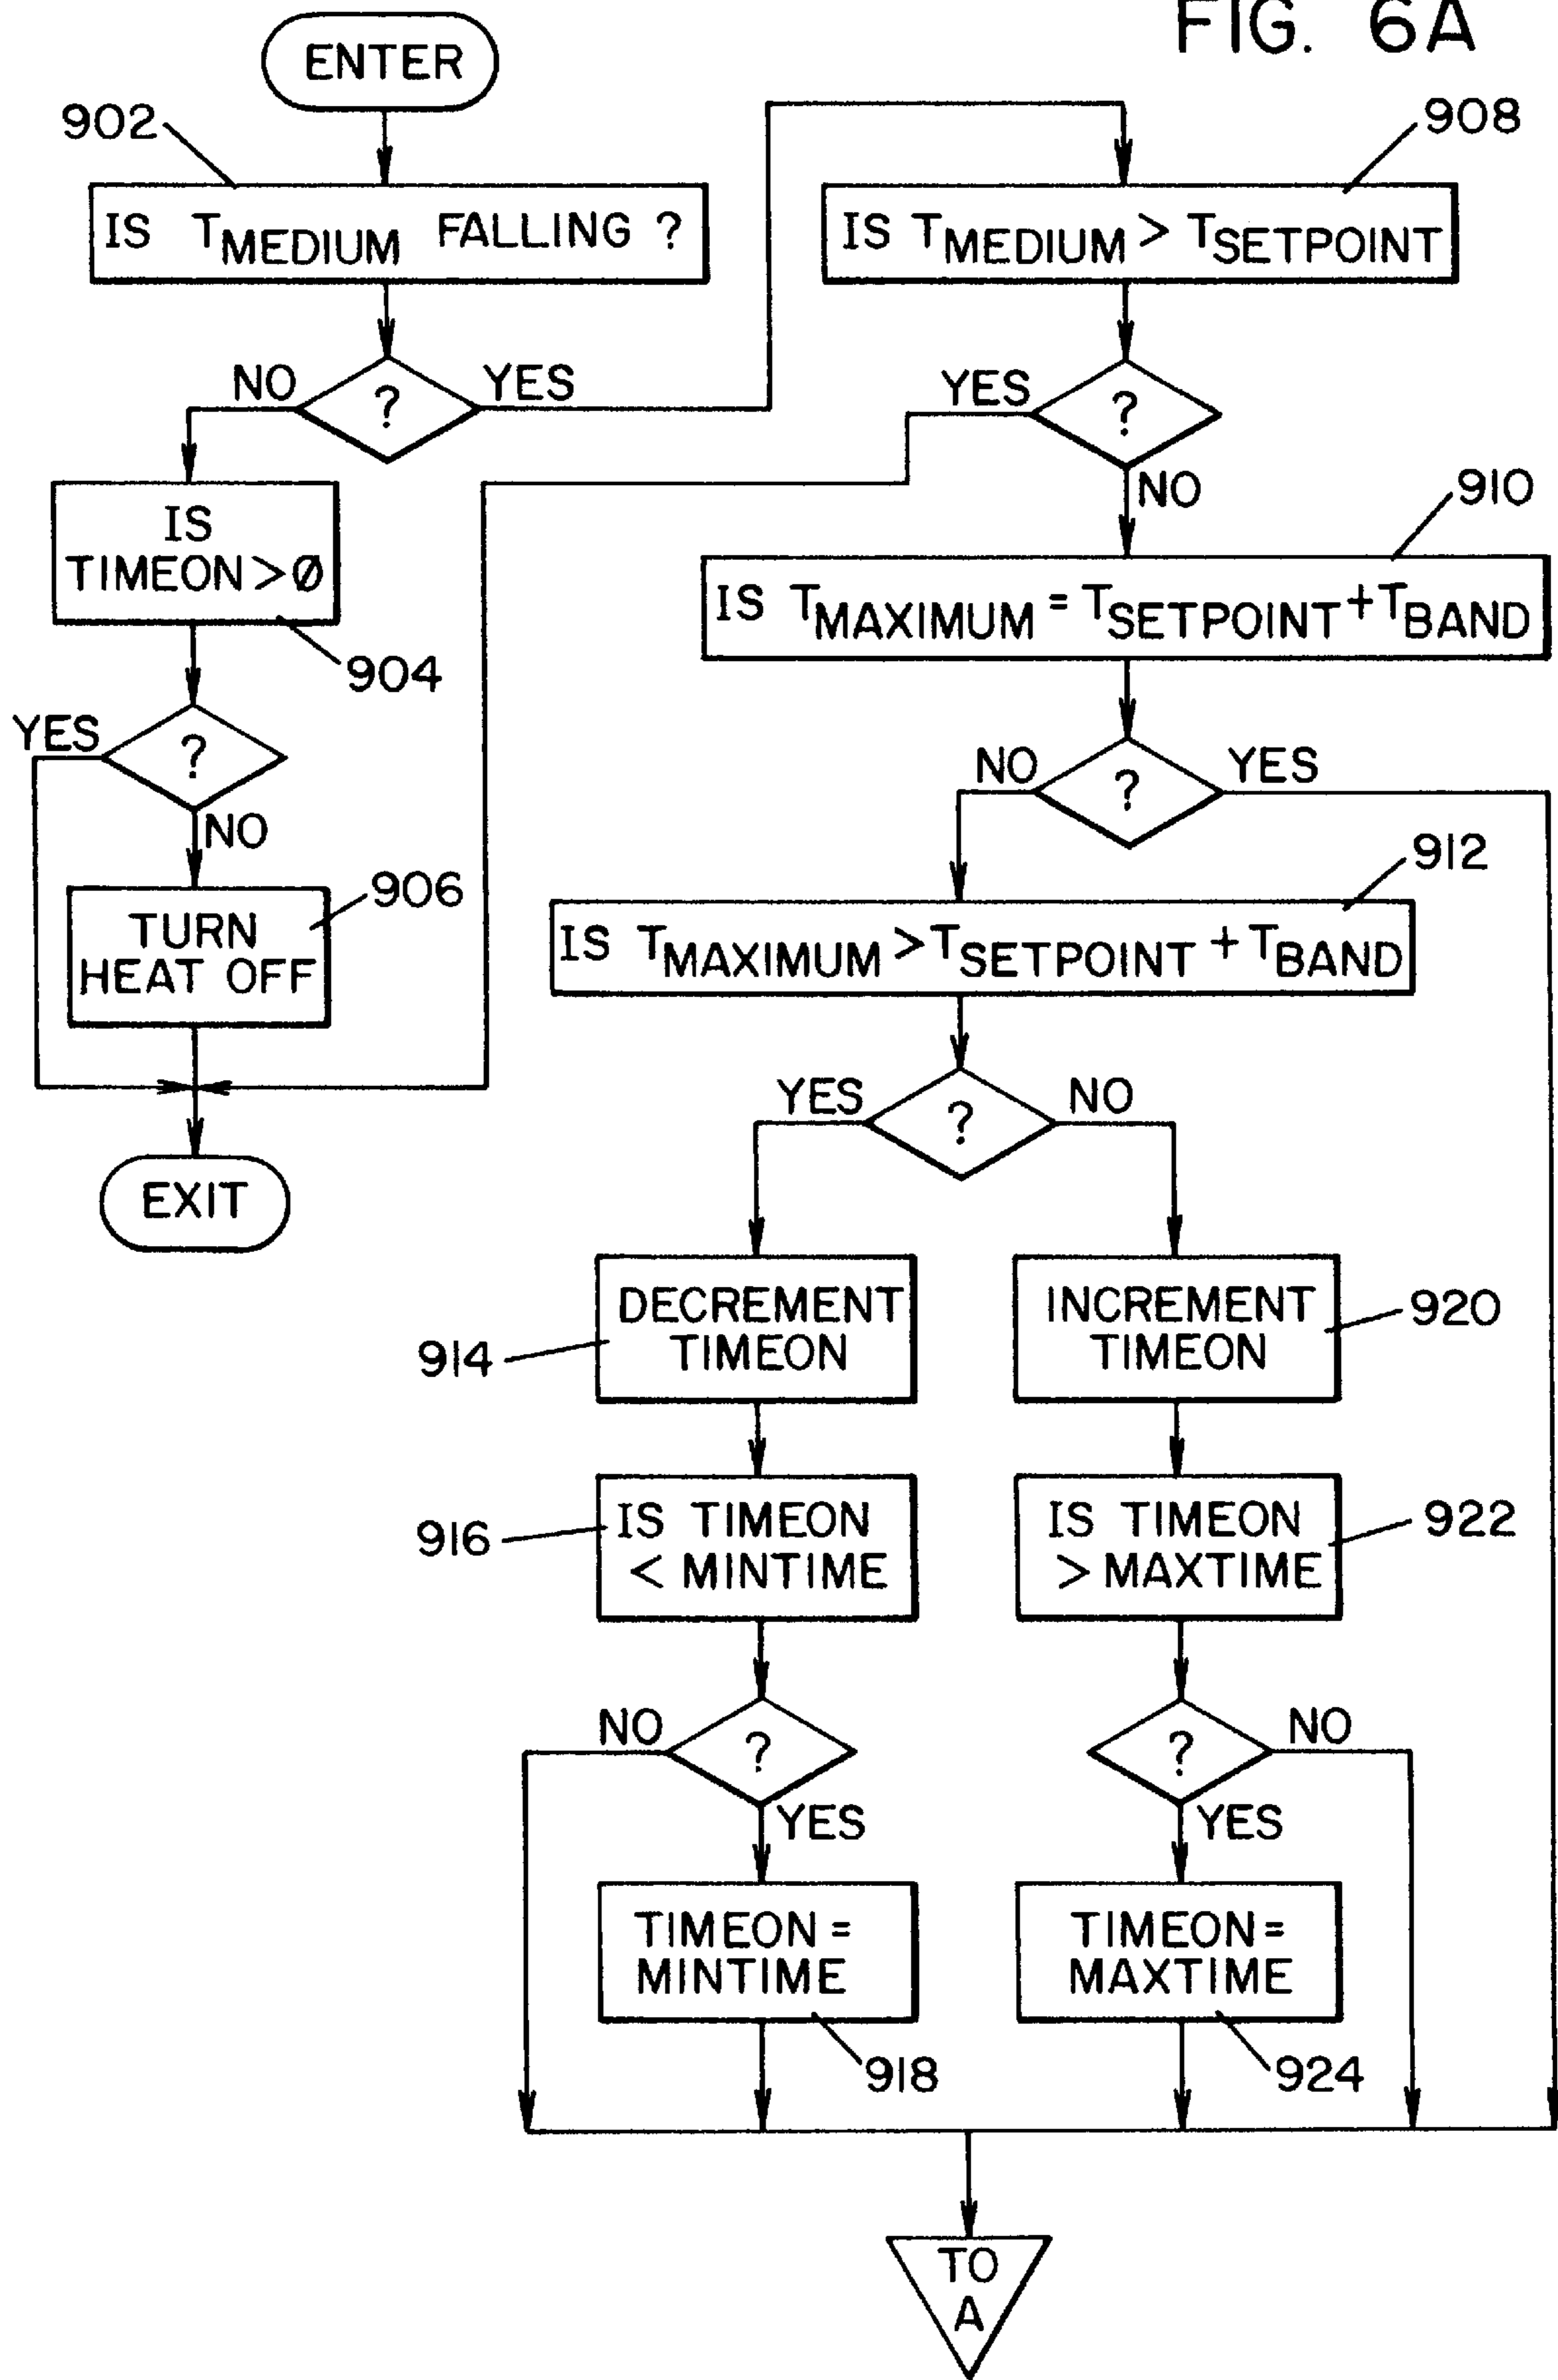 FIG. 6A
ENTER
902
IS TMEDIUM FALLING ?
NO
?
YES
IS
TIMEON > Ø
904
YES
?
NO
906
TURN
HEAT OFF
EXIT
908
IS TMEDIUM > TSETPOINT
YES
?
NO
910
IS TMAXIMUM = TSETPOINT + TBAND
NO
?
YES
912
IS TMAXIMUM > TSETPOINT + TBAND
YES
?
NO
DECREMENT
TIMEON
914
IS TIMEON
< MINTIME
916
NO
?
YES
TIMEON =
MINTIME
918
INCREMENT
TIMEON
920
IS TIMEON
> MAXTIME
922
?
NO
YES
TIMEON =
MAXTIME
924
TO
A